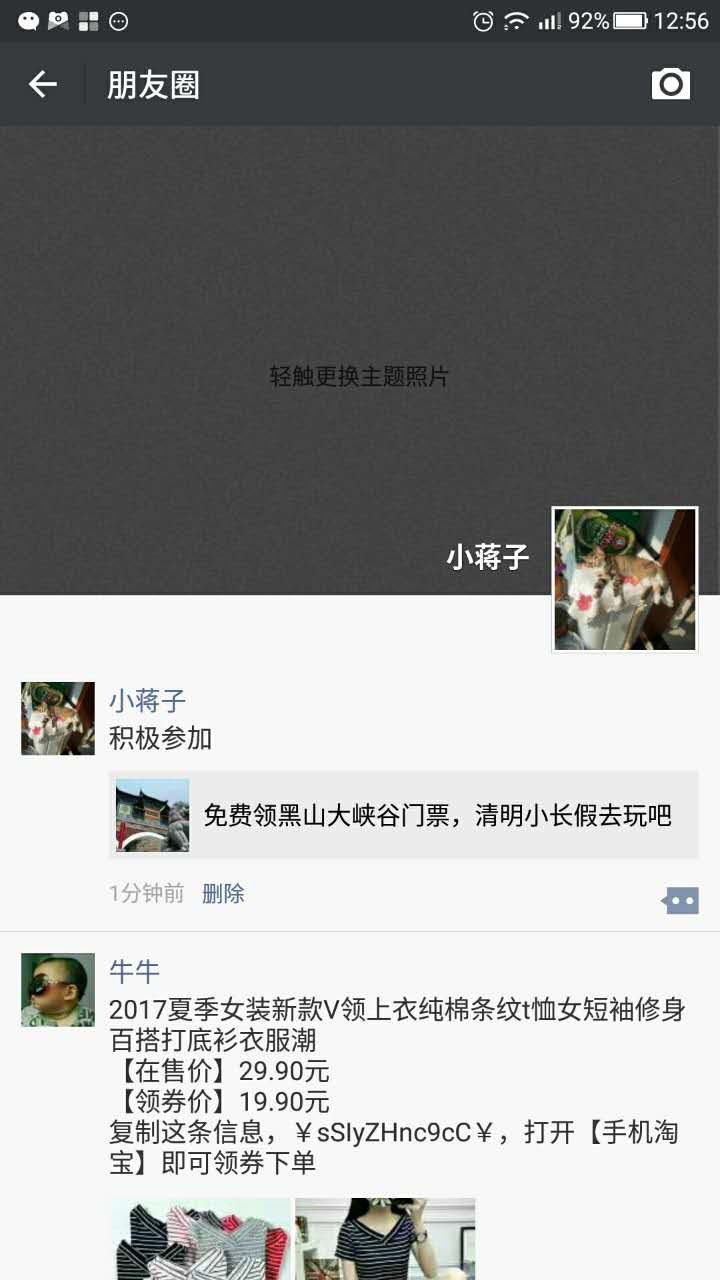 92% 12:56
朋友圈
轻触更换主题照片
小蒋子
小蒋子
积极参加
免费领黑山大峡谷门票，清明小长假去玩吧
1分钟前 删除
牛牛
2017夏季女装新款V领上衣纯棉条纹t恤女短袖修身
百搭打底衫衣服潮
【在售价】29.90元
【领券价】19.90元
复制这条信息，￥sSIyZHnc9cC￥，打开【手机淘
宝】即可领券下单